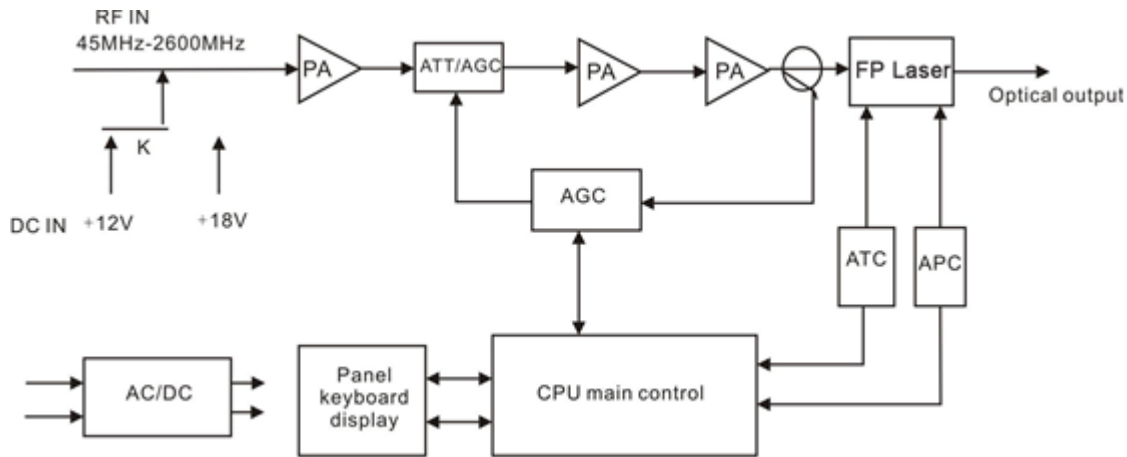 RF IN
45MHz-2600MHz
PA
ATT/AGC
PA
PA
FP Laser
Optical output
K
DC IN +12V +18V
AGC
ATC
APC
AC/DC
Panel
keyboard
display
CPU main control